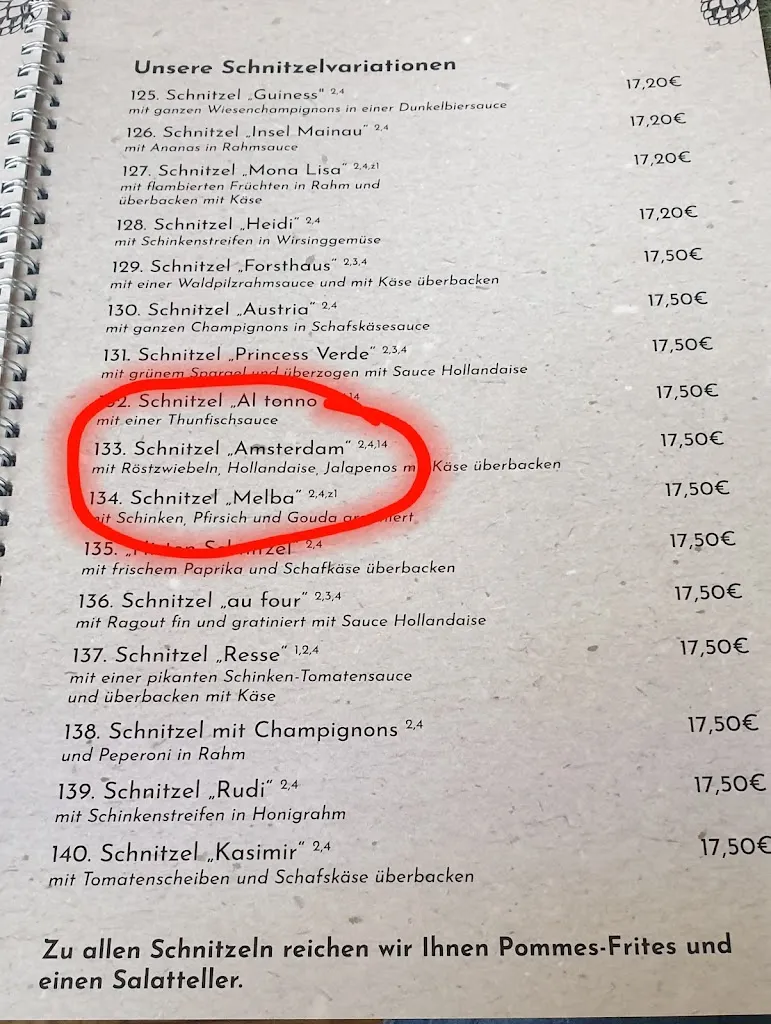 Unsere Schnitzelvariationen
125. Schnitzel „Guiness" 2,4 17,20€
mit ganzen Wiesenchampignons in einer Dunkelbiersauce
126. Schnitzel „Insel Mainau" 2,4 17,20€
mit Ananas in Rahmsauce
127. Schnitzel „Mona Lisa" 2,4,z1 17,20€
mit flambierten Früchten in Rahm und
überbacken mit Käse
128. Schnitzel „Heidi" 2,4 17,20€
mit Schinkenstreifen in Wirsinggemüse
129. Schnitzel „Forsthaus" 2,3,4 17,50€
mit einer Waldpilzrahmsauce und mit Käse überbacken
130. Schnitzel „Austria" 2,4 17,50€
mit ganzen Champignons in Schafskäsesauce
131. Schnitzel „Princess Verde" 2,3,4 17,50€
mit grünem Spargel und überzogen mit Sauce Hollandaise
Schnitzel „Al tonno 17,50€
mit einer Thunfischsauce
133. Schnitzel „Amsterdam" 2,4,14 17,50€
mit Röstzwiebeln, Hollandaise, Jalapenos Käse überbacken
134. Schnitzel „Melba" 2,4,z1 17,50€
mit Schinken, Pfirsich und Gouda
135. Schnitzel" 2,4 17,50€
mit frischem Paprika und Schafkäse überbacken
136. Schnitzel „au four" 2,3,4 17,50€
mit Ragout fin und gratiniert mit Sauce Hollandaise
137. Schnitzel „Resse" 1,2,4 17,50€
mit einer pikanten Schinken-Tomatensauce
und überbacken mit Käse
138. Schnitzel mit Champignons 2,4 17,50€
und Peperoni in Rahm
139. Schnitzel „Rudi" 2,4 17,50€
mit Schinkenstreifen in Honigrahm
140. Schnitzel „Kasimir" 2,4 17,50€
mit Tomatenscheiben und Schafskäse überbacken
Zu allen Schnitzeln reichen wir Ihnen Pommes-Frites und
einen Salatteller.